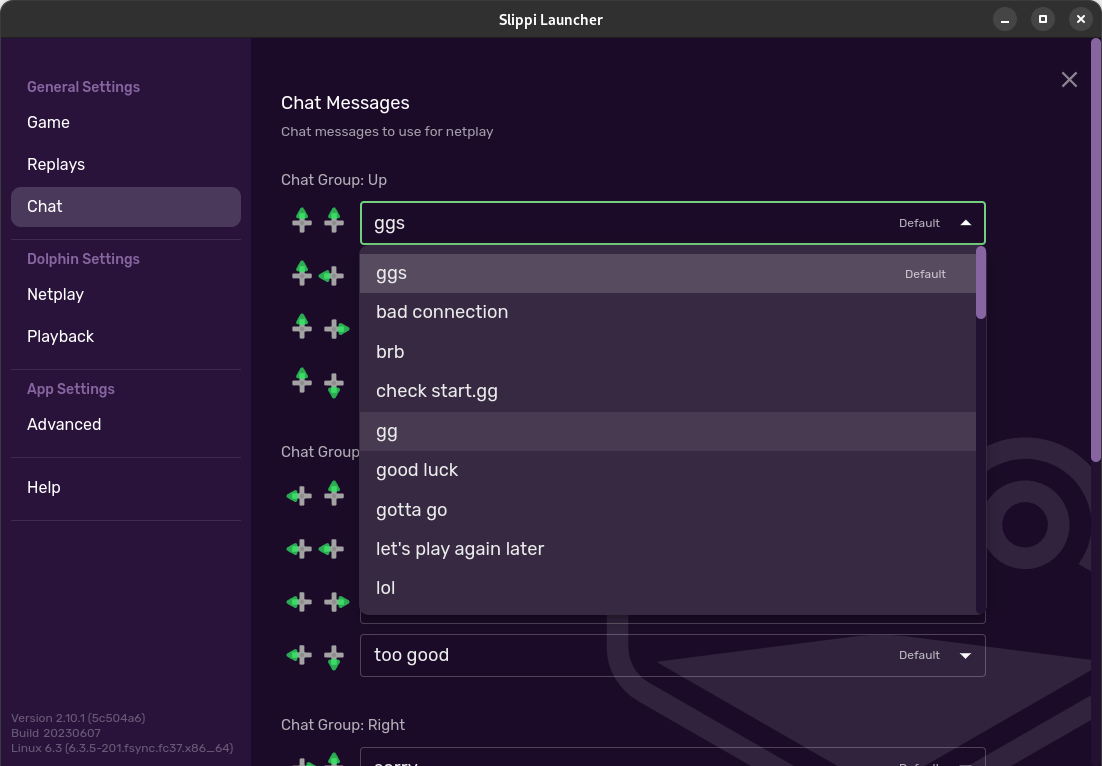 Slippi Launcher
General Settings
Game
Replays
Chat
Dolphin Settings
Netplay
Playback
App Settings
Advanced
Help
Version 2.10.1 (5c504a6)
Build 20230607
Linux 6.3 (6.3.5-201.fsync.fc37.x86_64)
Chat Messages
Chat messages to use for netplay
Chat Group: Up
ggs Default
ggs Default
bad connection
brb
check start.gg
gg
good luck
gotta go
let's play again later
lol
Chat Group
too good Default
Chat Group: Right
sorry Default